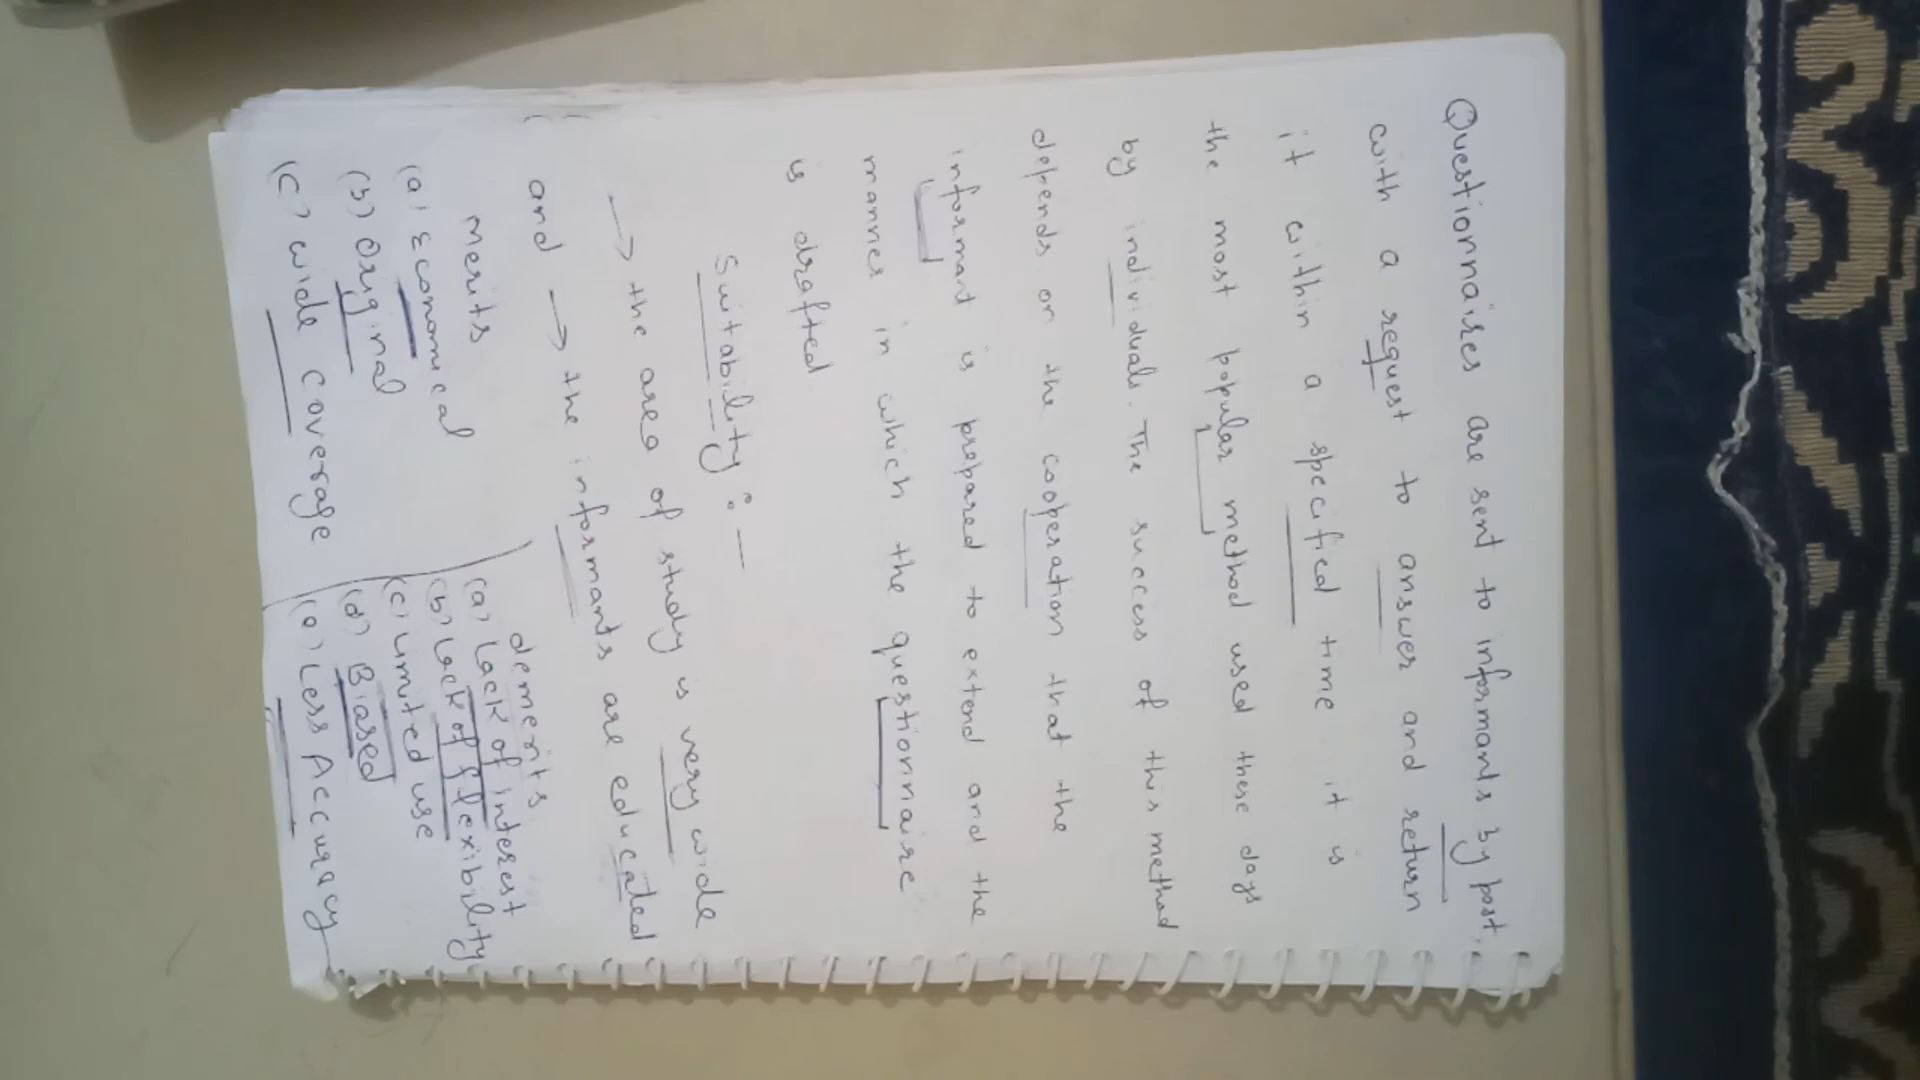 Questionnaires are sent to informants by post,
with a request to answer and return
it within a specified time. it is
the most popular method used these days
by individuals. The success of this method
depends on the cooperation that the
informant is prepared to extend and the
manner in which the questionnaire
is drafted.
Suitability :-
→ the area of study is very wide
and → the informants are educated
merits
(a) Economical
(b) Original
(c) wide coverage
demerits
(a) lack of interest
(b) Lack of flexibility
(c) Limited use
(d) Biased
(e) Less Accuracy